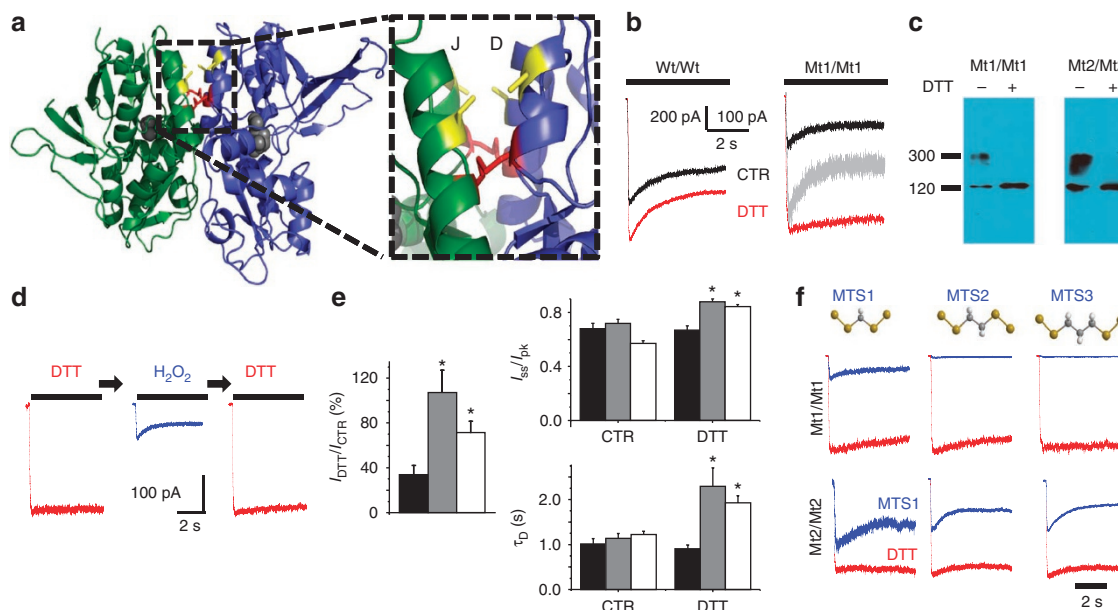 a
J D
b
Wt/Wt
Mt1/Mt1
200 pA 100 pA
2 s
CTR
DTT
c
Mt1/Mt1
DTT – +
300
120
– +
d
DTT
H2O2
DTT
100 pA
2 s
e
IDTT/ICTR (%)
120
80
40
0
Iss/Ipk
0.8
0.4
0.0
* *
* *
CTR DTT
τD (s)
2.0
1.0
0.0
* *
CTR DTT
f
MTS1 MTS2 MTS3
Mt1/Mt1
Mt2/Mt2
MTS1
DTT
2 s